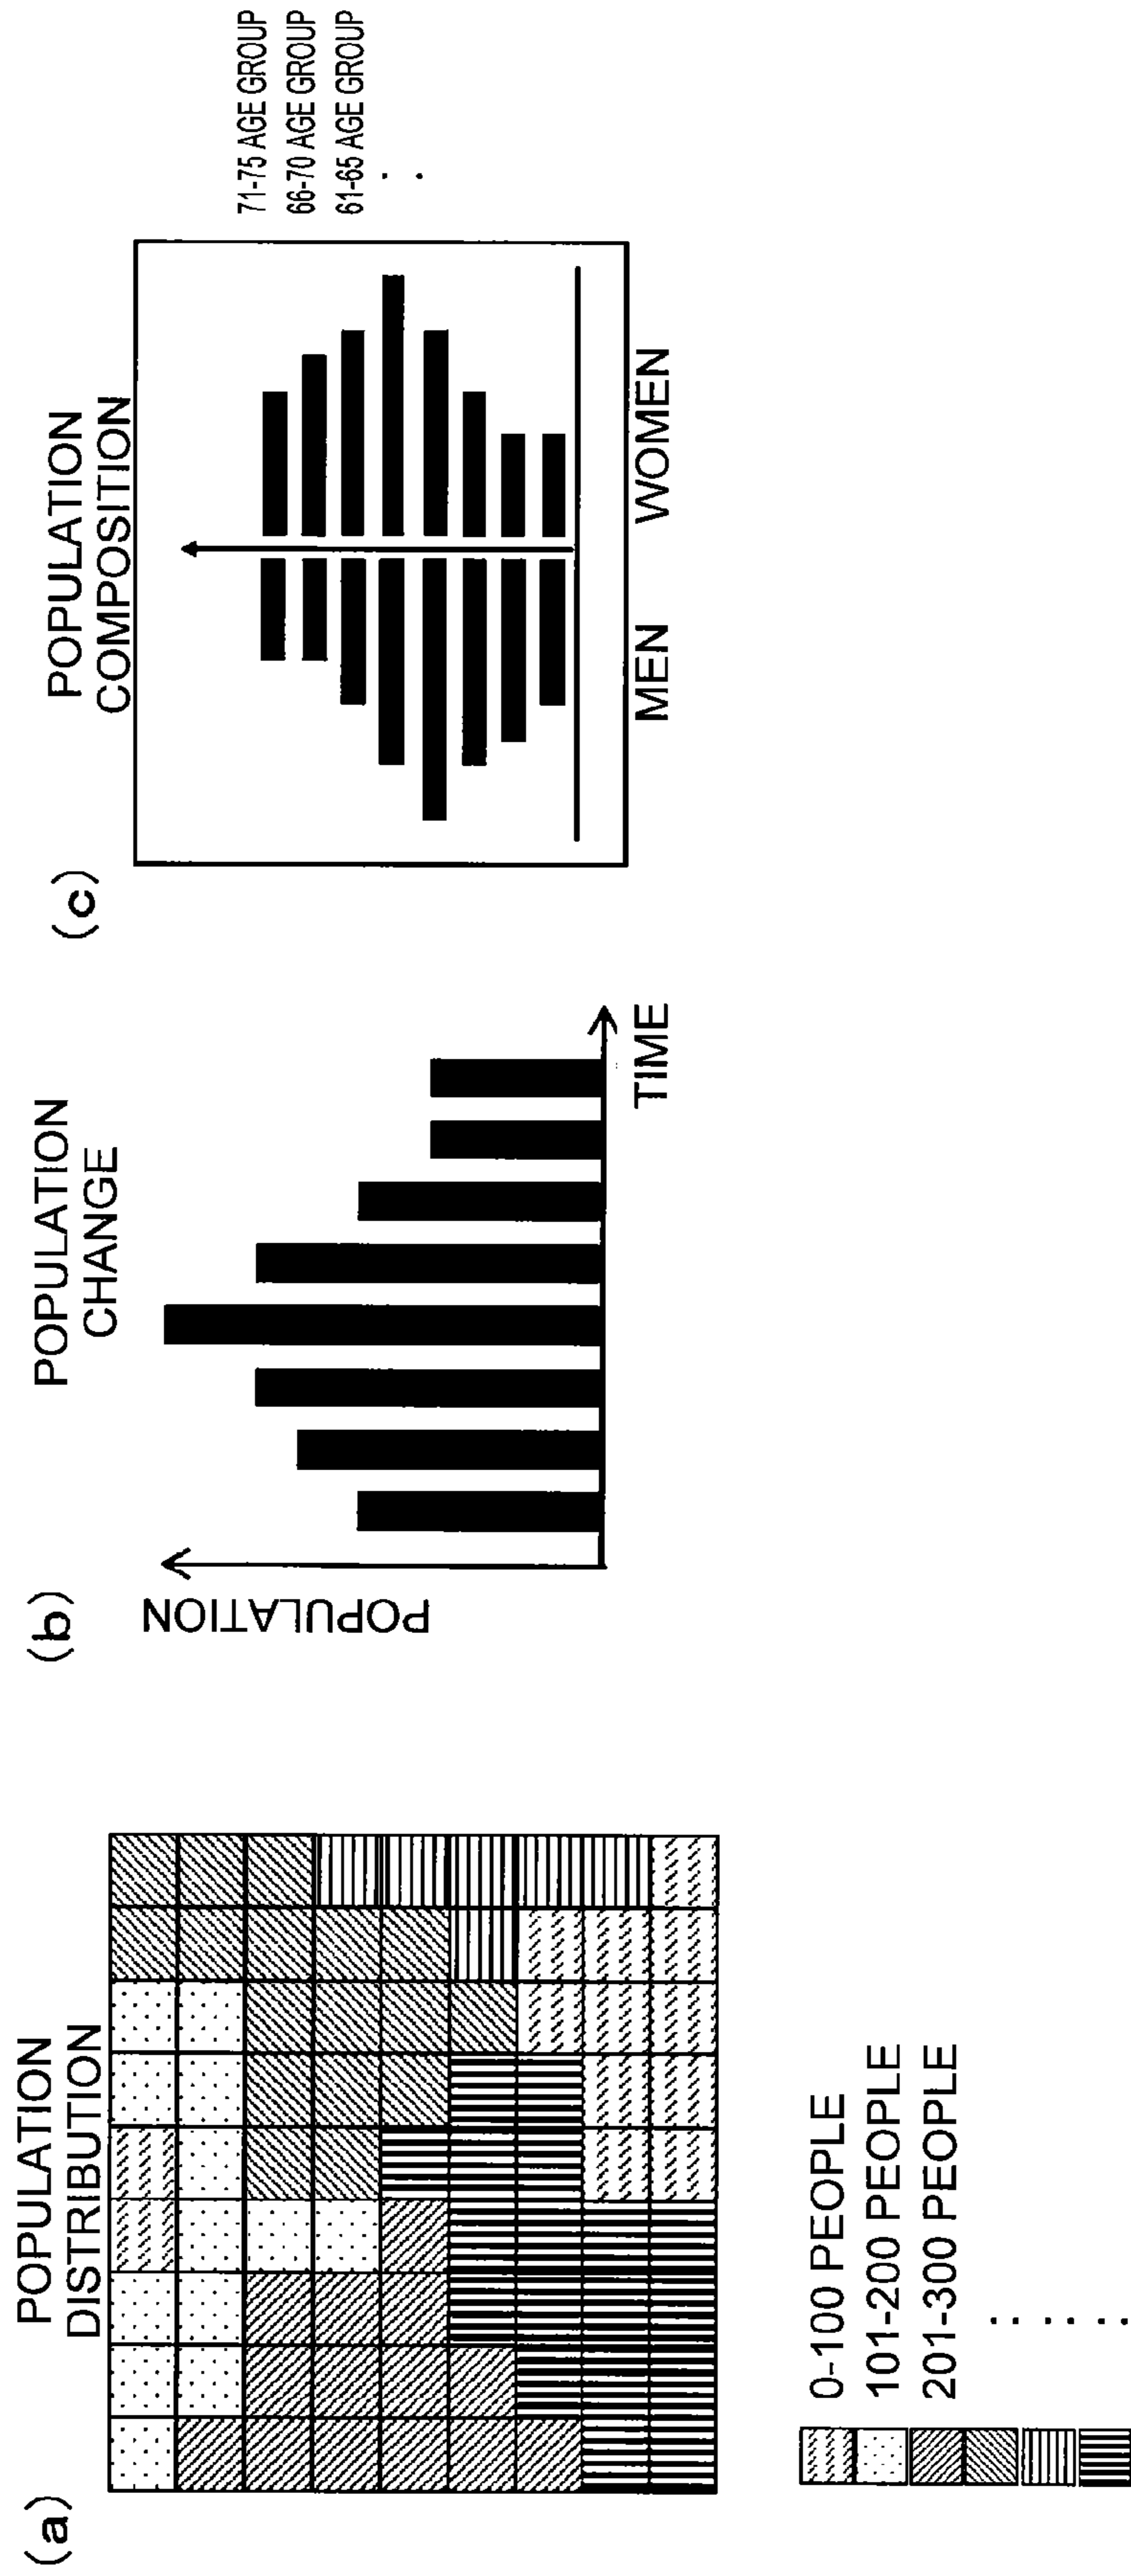 (a)
POPULATION
DISTRIBUTION
0-100 PEOPLE
101-200 PEOPLE
201-300 PEOPLE
(b)
POPULATION
CHANGE
POPULATION
TIME
(c)
POPULATION
COMPOSITION
71-75 AGE GROUP
66-70 AGE GROUP
61-65 AGE GROUP
MEN
WOMEN